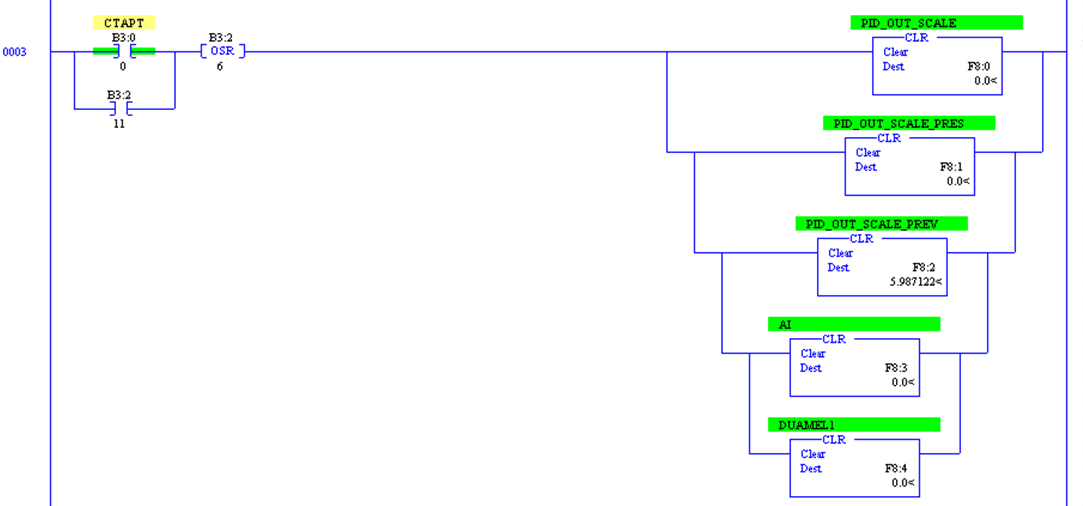 CTAPT
B3:0
0003
0
B3:2
11
B3:2
OSR
6
PID_OUT_SCALE
CLR
Clear
Dest F8:0
0.0<
PID_OUT_SCALE_PRES
CLR
Clear
Dest F8:1
0.0<
PID_OUT_SCALE_PREV
CLR
Clear
Dest F8:2
5.987122<
AI
CLR
Clear
Dest F8:3
0.0<
DUAMEL1
CLR
Clear
Dest F8:4
0.0<